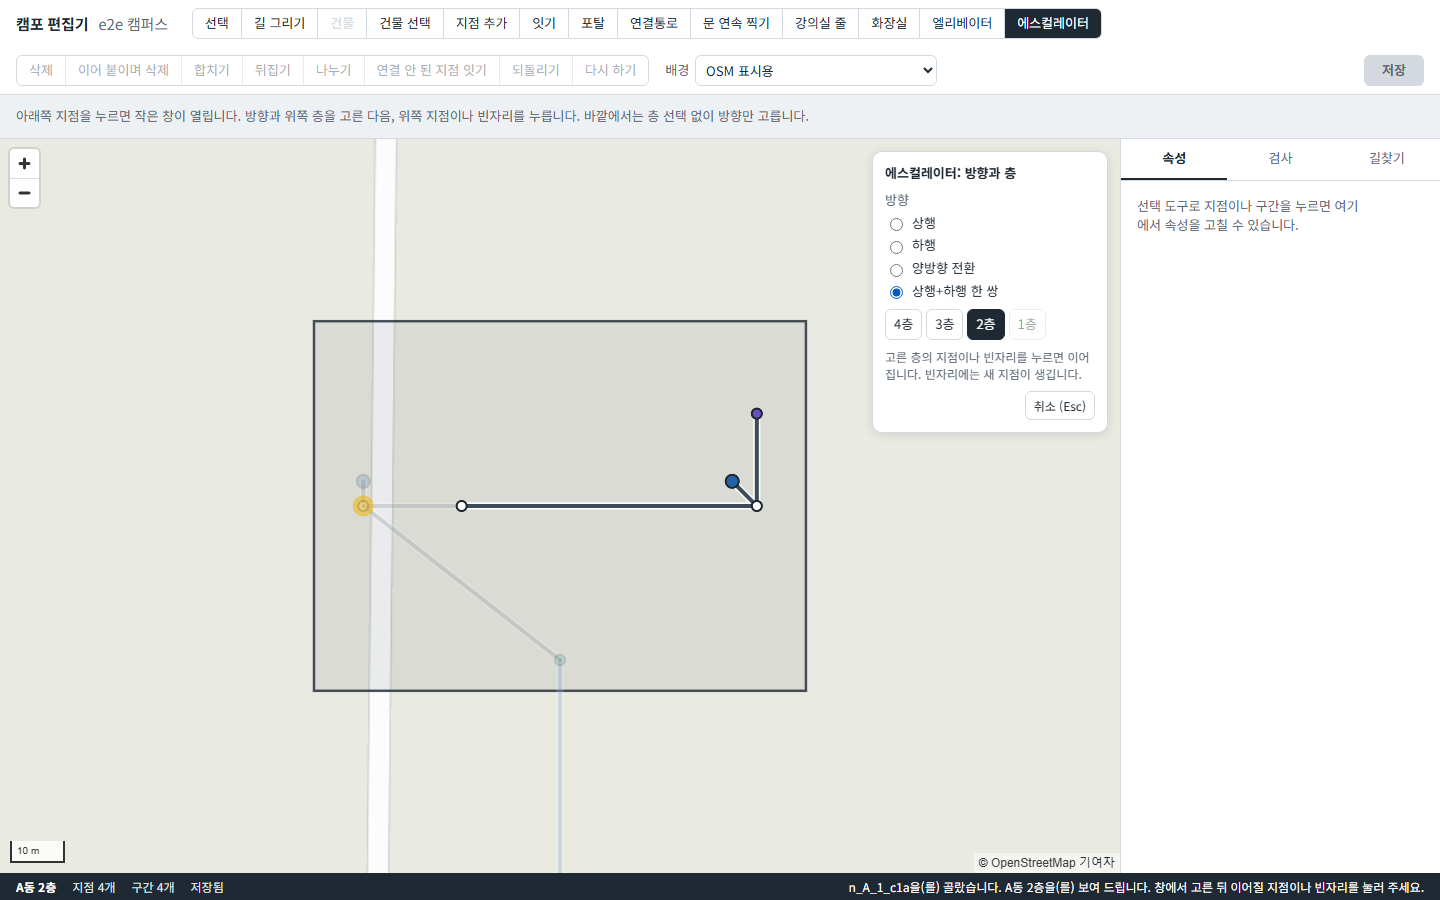 캠포 편집기 e2e 캠퍼스 선택 길 그리기 건물 건물 선택 지점 추가 잇기 포탈 연결통로 문 연속 찍기 강의실 줄 화장실 엘리베이터 에스컬레이터
삭제 이어 붙이며 삭제 합치기 뒤집기 나누기 연결 안 된 지점 잇기 되돌리기 다시 하기 배경 OSM 표시용 저장
아래쪽 지점을 누르면 작은 창이 열립니다. 방향과 위쪽 층을 고른 다음, 위쪽 지점이나 빈자리를 누릅니다. 바깥에서는 층 선택 없이 방향만 고릅니다.
+
−
에스컬레이터: 방향과 층
방향
상행
하행
양방향 전환
상행+하행 한 쌍
4층 3층 2층 1층
고른 층의 지점이나 빈자리를 누르면 이어
집니다. 빈자리에는 새 지점이 생깁니다.
취소 (Esc)
속성 검사 길찾기
선택 도구로 지점이나 구간을 누르면 여기
에서 속성을 고칠 수 있습니다.
10 m
© OpenStreetMap 기여자
A동 2층 지점 4개 구간 4개 저장됨
n_A_1_c1a을(를) 골랐습니다. A동 2층을(를) 보여 드립니다. 창에서 고른 뒤 이어질 지점이나 빈자리를 눌러 주세요.